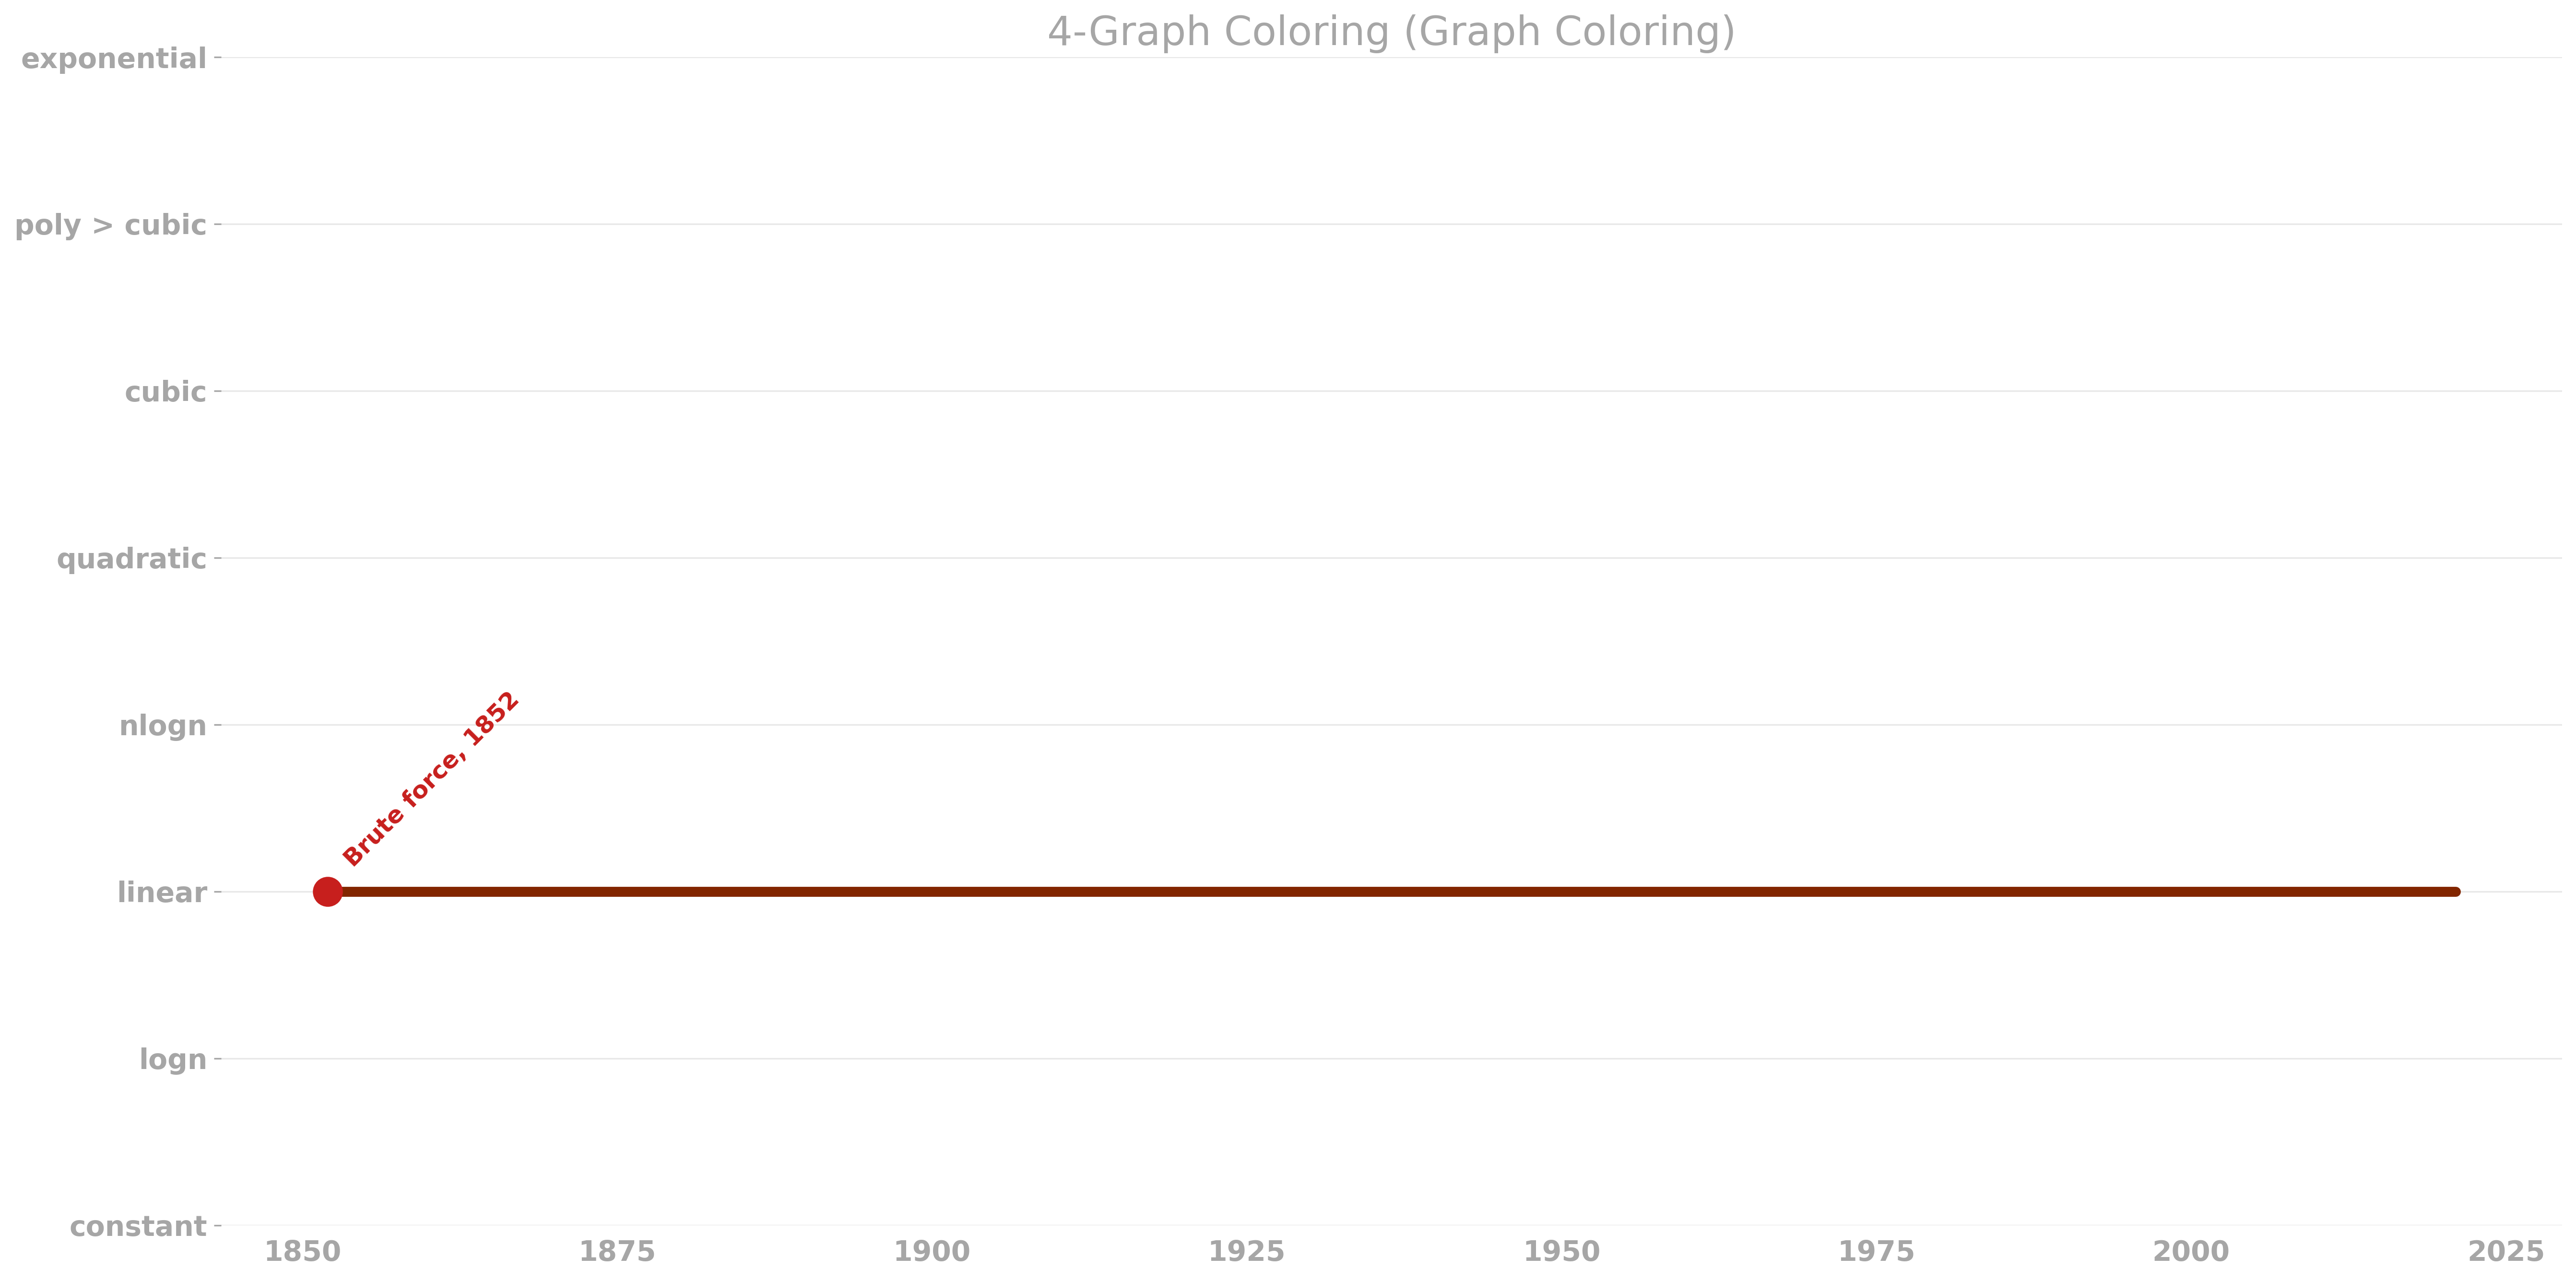 4-Graph Coloring (Graph Coloring)
exponential
poly > cubic
cubic
quadratic
nlogn
Brute force, 1852
linear
logn
constant
1850 1875 1900 1925 1950 1975 2000 2025